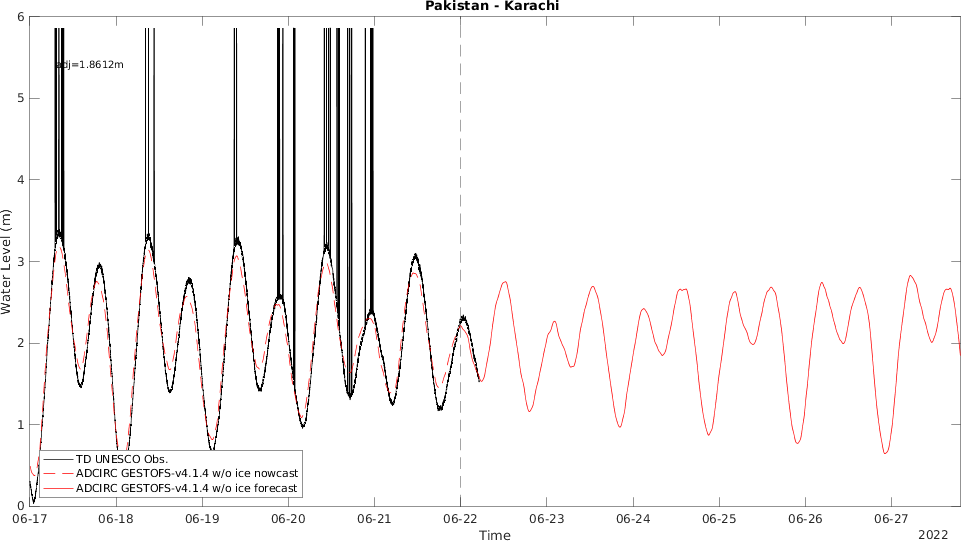 Pakistan - Karachi
adj=1.8612m
6
5
4
3
2
1
0
Water Level (m)
TD UNESCO Obs.
ADCIRC GESTOFS-v4.1.4 w/o ice nowcast
ADCIRC GESTOFS-v4.1.4 w/o ice forecast
06-17 06-18 06-19 06-20 06-21 06-22 06-23 06-24 06-25 06-26 06-27
Time
2022